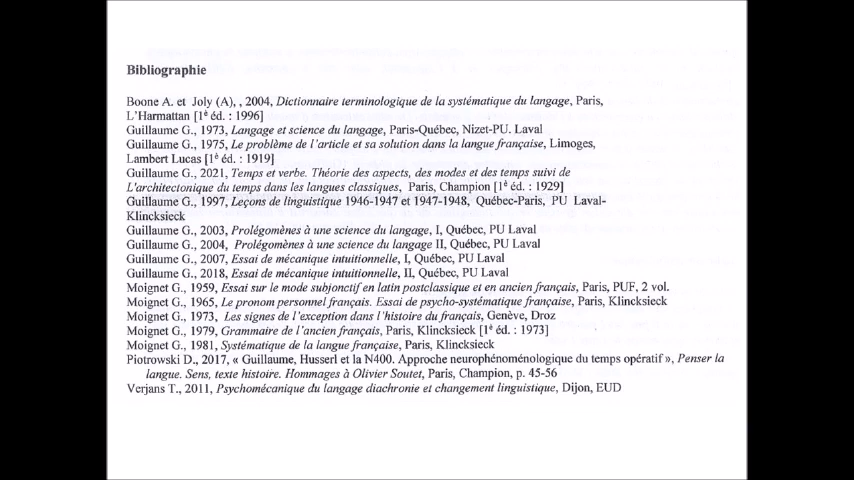 Bibliographie
Boone A. et Joly (A), , 2004, Dictionnaire terminologique de la systématique du langage, Paris,
L'Harmattan [1è éd. : 1996]
Guillaume G., 1973, Langage et science du langage, Paris-Québec, Nizet-PU. Laval
Guillaume G., 1975, Le problème de l'article et sa solution dans la langue française, Limoges,
Lambert Lucas [1è éd. : 1919]
Guillaume G., 2021, Temps et verbe. Théorie des aspects, des modes et des temps suivi de
L'architectonique du temps dans les langues classiques, Paris, Champion [1è éd. : 1929]
Guillaume G., 1997, Leçons de linguistique 1946-1947 et 1947-1948, Québec-Paris, PU Laval-
Klincksieck
Guillaume G., 2003, Prolégomènes à une science du langage, I, Québec, PU Laval
Guillaume G., 2004, Prolégomènes à une science du langage II, Québec, PU Laval
Guillaume G., 2007, Essai de mécanique intuitionnelle, I, Québec, PU Laval
Guillaume G., 2018, Essai de mécanique intuitionnelle, II, Québec, PU Laval
Moignet G., 1959, Essai sur le mode subjonctif en latin postclassique et en ancien français, Paris, PUF, 2 vol.
Moignet G., 1965, Le pronom personnel français. Essai de psycho-systématique française, Paris, Klincksieck
Moignet G., 1973, Les signes de l'exception dans l'histoire du français, Genève, Droz
Moignet G., 1979, Grammaire de l'ancien français, Paris, Klincksieck [1è éd. : 1973]
Moignet G., 1981, Systématique de la langue française, Paris, Klincksieck
Piotrowski D., 2017, « Guillaume, Husserl et la N400. Approche neurophénoménologique du temps opératif », Penser la
langue. Sens, texte histoire. Hommages à Olivier Soutet, Paris, Champion, p. 45-56
Verjans T., 2011, Psychomécanique du langage diachronie et changement linguistique, Dijon, EUD